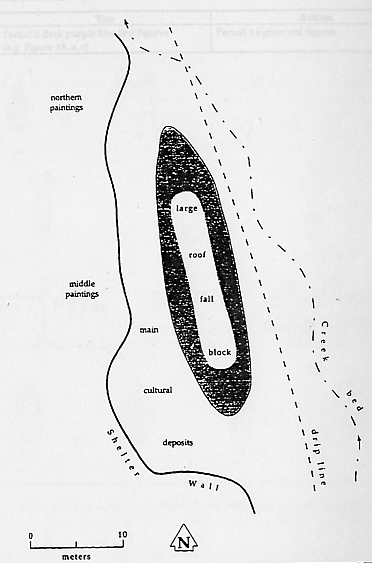 northern
paintings
large
roof
fall
block
middle
paintings
main
cultural
deposits
Creek bed
drip line
Shelter Wall
0 10
meters
N